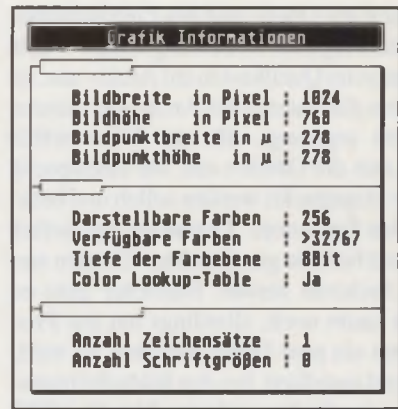 Grafik Informationen
Bildbreite in Pixel : 1024
Bildhöhe in Pixel : 768
Bildpunktbreite in µ : 278
Bildpunkthöhe in µ : 278
Darstellbare Farben : 256
Verfügbare Farben : >32767
Tiefe der Farbebene : 8Bit
Color Lookup-Table : Ja
Anzahl Zeichensätze : 1
Anzahl Schriftgrößen : 0